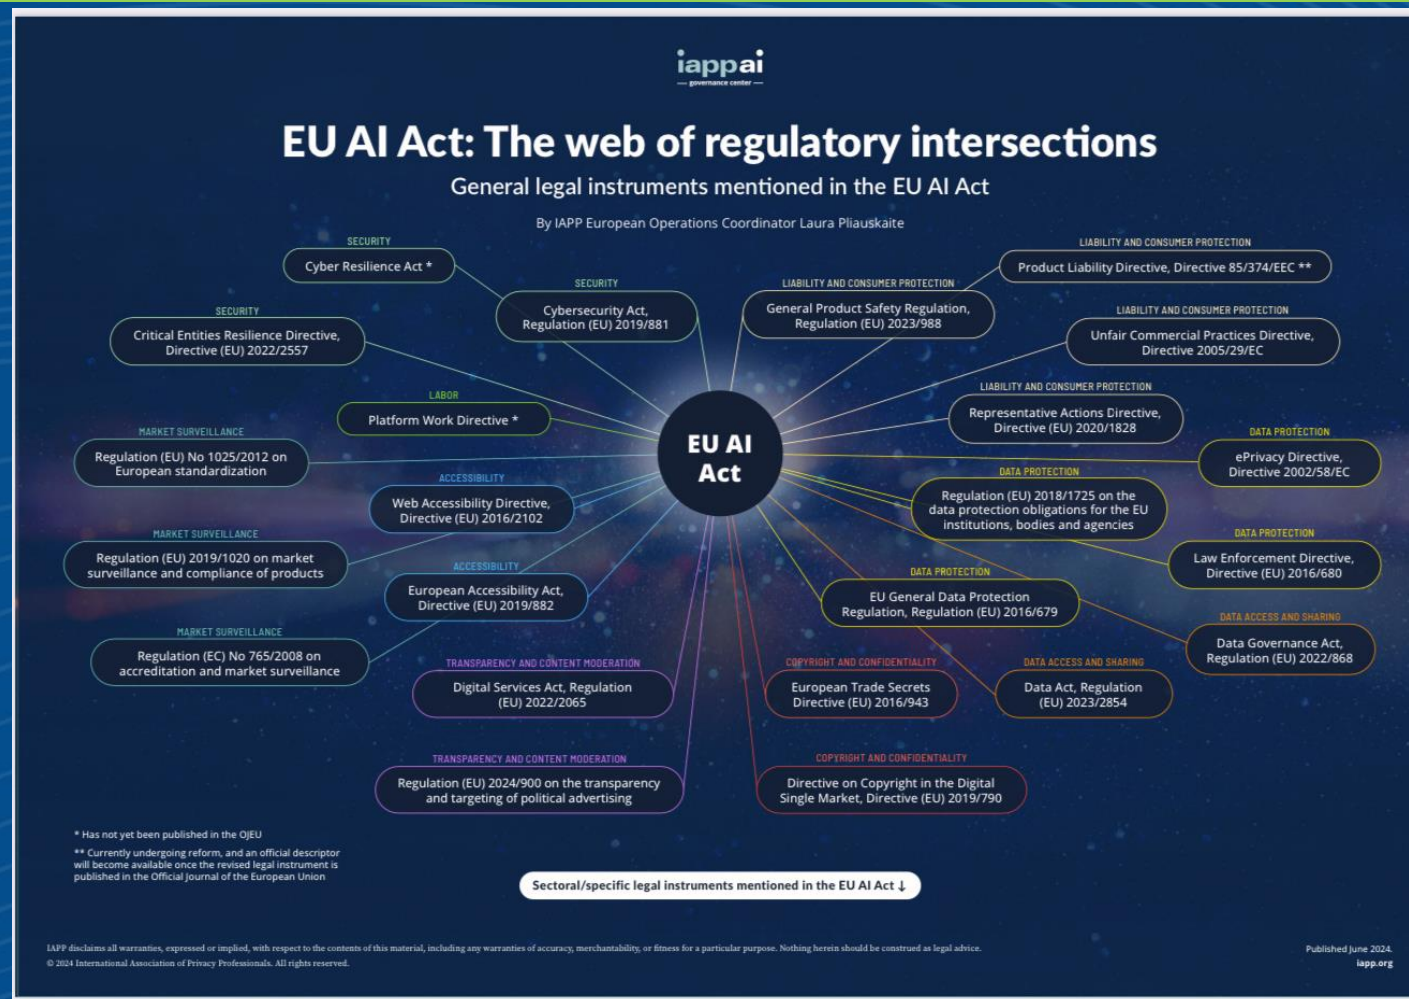 iappai
— governance center —
EU AI Act: The web of regulatory intersections
General legal instruments mentioned in the EU AI Act
By IAPP European Operations Coordinator Laura Pliauskaite
SECURITY
Cyber Resilience Act *
SECURITY
Cybersecurity Act,
Regulation (EU) 2019/881
SECURITY
Critical Entities Resilience Directive,
Directive (EU) 2022/2557
LABOR
Platform Work Directive *
MARKET SURVEILLANCE
Regulation (EU) No 1025/2012 on
European standardization
ACCESSIBILITY
Web Accessibility Directive,
Directive (EU) 2016/2102
MARKET SURVEILLANCE
Regulation (EU) 2019/1020 on market
surveillance and compliance of products
ACCESSIBILITY
European Accessibility Act,
Directive (EU) 2019/882
MARKET SURVEILLANCE
Regulation (EC) No 765/2008 on
accreditation and market surveillance
TRANSPARENCY AND CONTENT MODERATION
Digital Services Act, Regulation
(EU) 2022/2065
TRANSPARENCY AND CONTENT MODERATION
Regulation (EU) 2024/900 on the transparency
and targeting of political advertising
EU AI
Act
LIABILITY AND CONSUMER PROTECTION
Product Liability Directive, Directive 85/374/EEC **
LIABILITY AND CONSUMER PROTECTION
General Product Safety Regulation,
Regulation (EU) 2023/988
LIABILITY AND CONSUMER PROTECTION
Unfair Commercial Practices Directive,
Directive 2005/29/EC
LIABILITY AND CONSUMER PROTECTION
Representative Actions Directive,
Directive (EU) 2020/1828
DATA PROTECTION
ePrivacy Directive,
Directive 2002/58/EC
DATA PROTECTION
Regulation (EU) 2018/1725 on the
data protection obligations for the EU
institutions, bodies and agencies
DATA PROTECTION
Law Enforcement Directive,
Directive (EU) 2016/680
DATA PROTECTION
EU General Data Protection
Regulation, Regulation (EU) 2016/679
DATA ACCESS AND SHARING
Data Governance Act,
Regulation (EU) 2022/868
COPYRIGHT AND CONFIDENTIALITY
European Trade Secrets
Directive (EU) 2016/943
DATA ACCESS AND SHARING
Data Act, Regulation
(EU) 2023/2854
COPYRIGHT AND CONFIDENTIALITY
Directive on Copyright in the Digital
Single Market, Directive (EU) 2019/790
* Has not yet been published in the OJEU
** Currently undergoing reform, and an official descriptor
will become available once the revised legal instrument is
published in the Official Journal of the European Union
Sectoral/specific legal instruments mentioned in the EU AI Act ↓
IAPP disclaims all warranties, expressed or implied, with respect to the contents of this material, including any warranties of accuracy, merchantability, or fitness for a particular purpose. Nothing herein should be construed as legal advice.
© 2024 International Association of Privacy Professionals. All rights reserved.
Published June 2024.
iapp.org